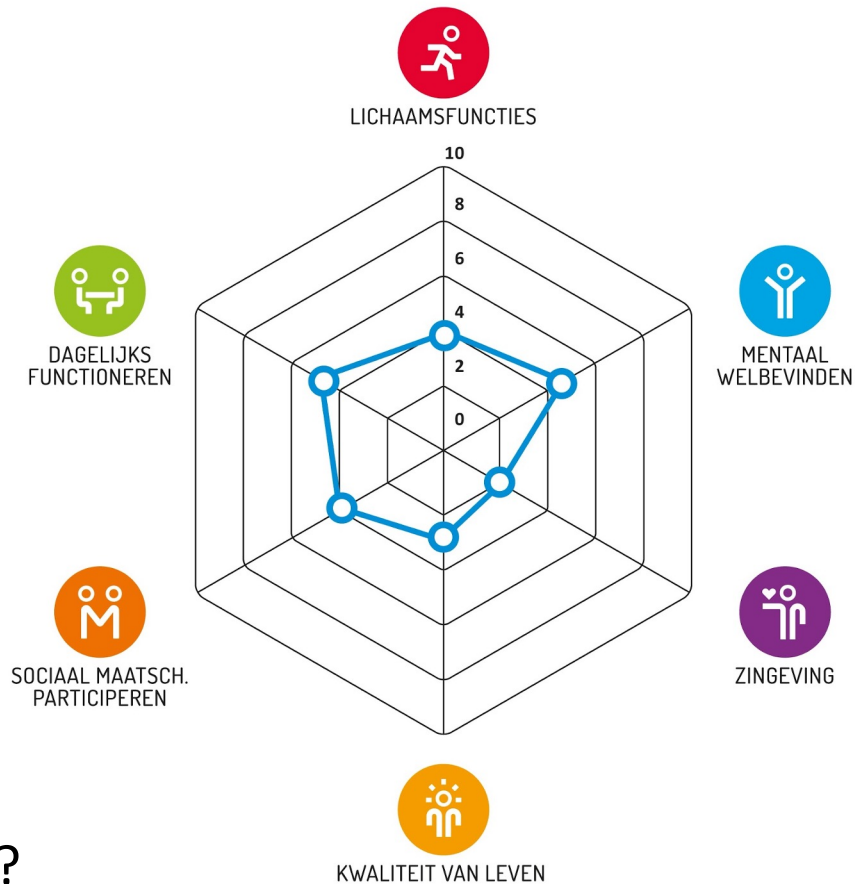 LICHAAMSFUNCTIES
10
8
6
4
2
0
DAGELIJKS
FUNCTIONEREN
MENTAAL
WELBEVINDEN
SOCIAAL MAATSCH.
PARTICIPEREN
ZINGEVING
KWALITEIT VAN LEVEN
?